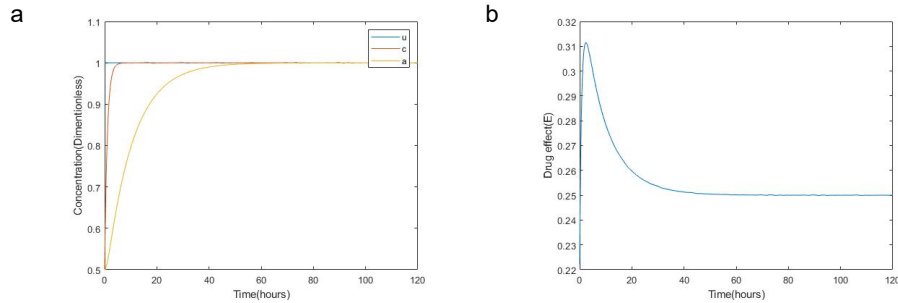 a
1.1
1
0.9
0.8
0.7
0.6
0.5
Concentration(Dimentionless)
u
c
a
0 20 40 60 80 100 120
Time(hours)
b
0.32
0.31
0.3
0.29
0.28
0.27
0.26
0.25
0.24
0.23
0.22
Drug effect(E)
0 20 40 60 80 100 120
Time(hours)